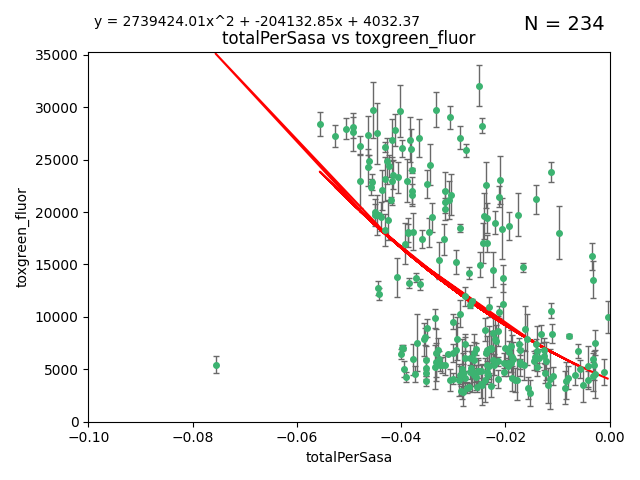 y = 2739424.01x^2 + -204132.85x + 4032.37
N = 234
totalPerSasa vs toxgreen_fluor
35000
30000
25000
20000
15000
10000
5000
0
toxgreen_fluor
−0.10
−0.08
−0.06
−0.04
−0.02
0.00
totalPerSasa